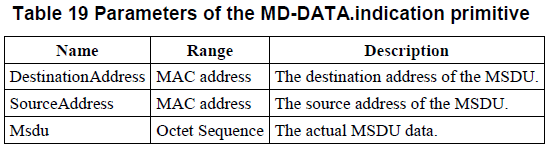 Table 19 Parameters of the MD-DATA.indication primitive
Name Range Description
DestinationAddress MAC address The destination address of the MSDU.
SourceAddress MAC address The source address of the MSDU.
Msdu Octet Sequence The actual MSDU data.